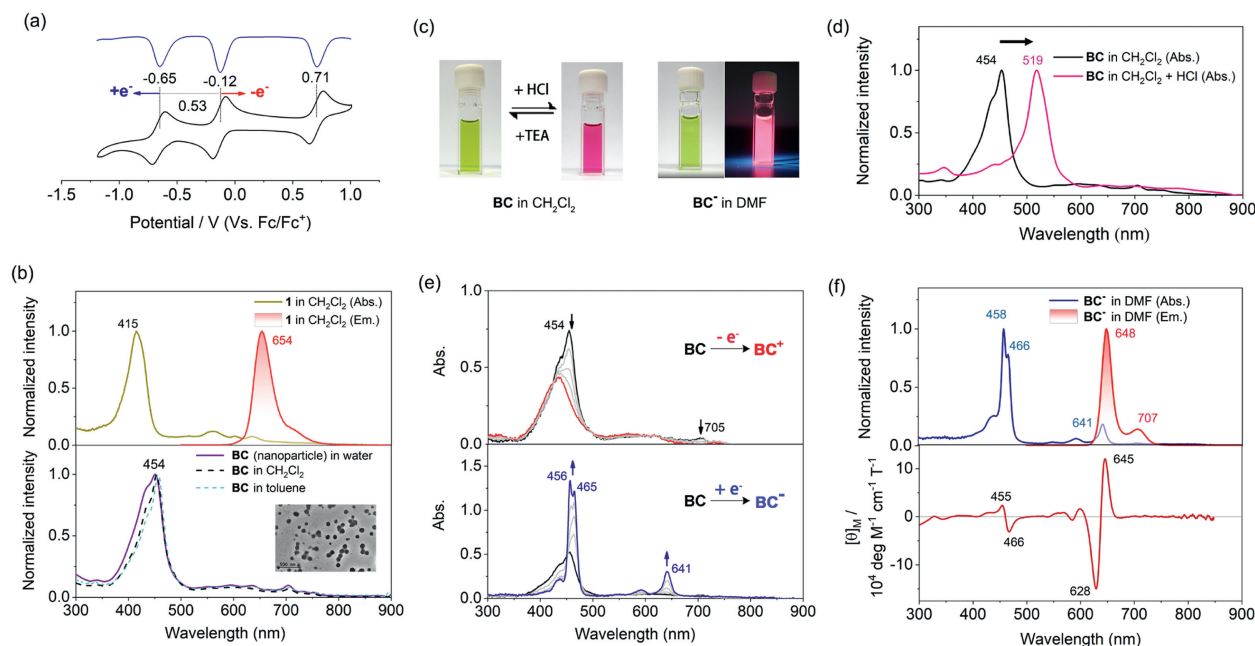 (a)
-0.65
-0.12
0.71
+e-
0.53
-e-
-1.5
-1.0
-0.5
0.0
0.5
1.0
Potential / V (Vs. Fc/Fc+)
(b)
Normalized intensity
1.0
0.5
0.0
1 in CH2Cl2 (Abs.)
1 in CH2Cl2 (Em.)
415
654
Normalized intensity
1.0
0.5
0.0
BC (nanoparticle) in water
BC in CH2Cl2
BC in toluene
454
300 400 500 600 700 800 900
Wavelength (nm)
(c)
+ HCl
+TEA
BC in CH2Cl2
BC- in DMF
(d)
Normalized intensity
1.0
0.5
0.0
454
519
BC in CH2Cl2 (Abs.)
BC in CH2Cl2 + HCl (Abs.)
300 400 500 600 700 800 900
Wavelength (nm)
(e)
Abs.
1.0
0.5
0.0
454
705
BC
- e-
BC+
Abs.
1.5
1.0
0.5
0.0
456
465
641
BC
+ e-
BC-
300 400 500 600 700 800 900
Wavelength (nm)
(f)
Normalized intensity
1.0
0.5
0.0
BC- in DMF (Abs.)
BC- in DMF (Em.)
458
466
641
648
707
[θ]M /
10^4 deg M-1 cm-1 T-1
10
0
-10
455
466
628
645
300 400 500 600 700 800 900
Wavelength (nm)